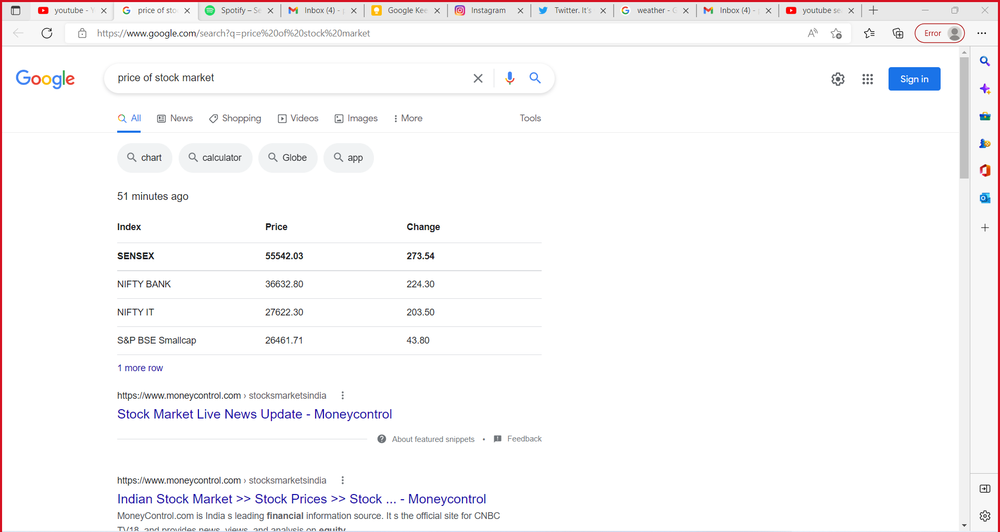 youtube - Y
price of sto
Spotify – Se
Inbox (4) - p
Google Kee
Instagram
Twitter. It's
weather - G
Inbox (4) - p
youtube se
https://www.google.com/search?q=price%20of%20stock%20market
Error
Google
price of stock market
Sign in
All News Shopping Videos Images More Tools
chart calculator Globe app
51 minutes ago
Index Price Change
SENSEX 55542.03 273.54
NIFTY BANK 36632.80 224.30
NIFTY IT 27622.30 203.50
S&P BSE Smallcap 26461.71 43.80
1 more row
https://www.moneycontrol.com › stocksmarketsindia
Stock Market Live News Update - Moneycontrol
About featured snippets • Feedback
https://www.moneycontrol.com › stocksmarketsindia
Indian Stock Market >> Stock Prices >> Stock ... - Moneycontrol
MoneyControl.com is India s leading financial information source. It s the official site for CNBC
TV18, and provides news, views, and analysis on equity